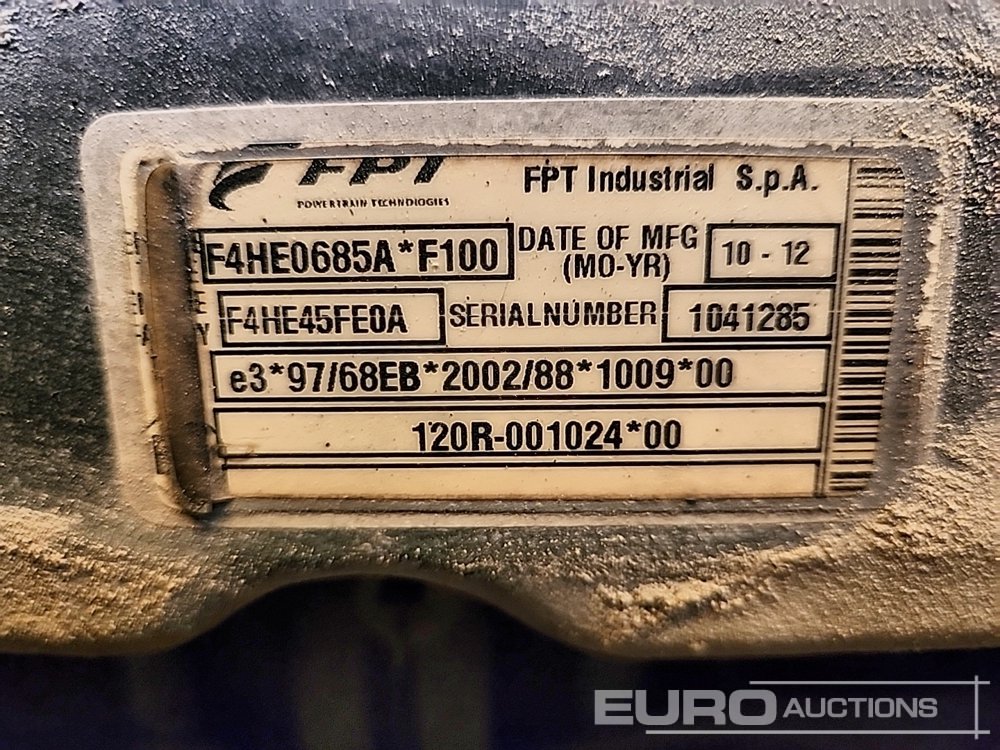 FPT
POWERTRAIN TECHNOLOGIES
FPT Industrial S.p.A.
F4HE0685A*F100
DATE OF MFG
(MO-YR)
10 - 12
F4HE45FE0A
SERIALNUMBER
1041285
e3*97/68EB*2002/88*1009*00
120R-001024*00
EURO AUCTIONS